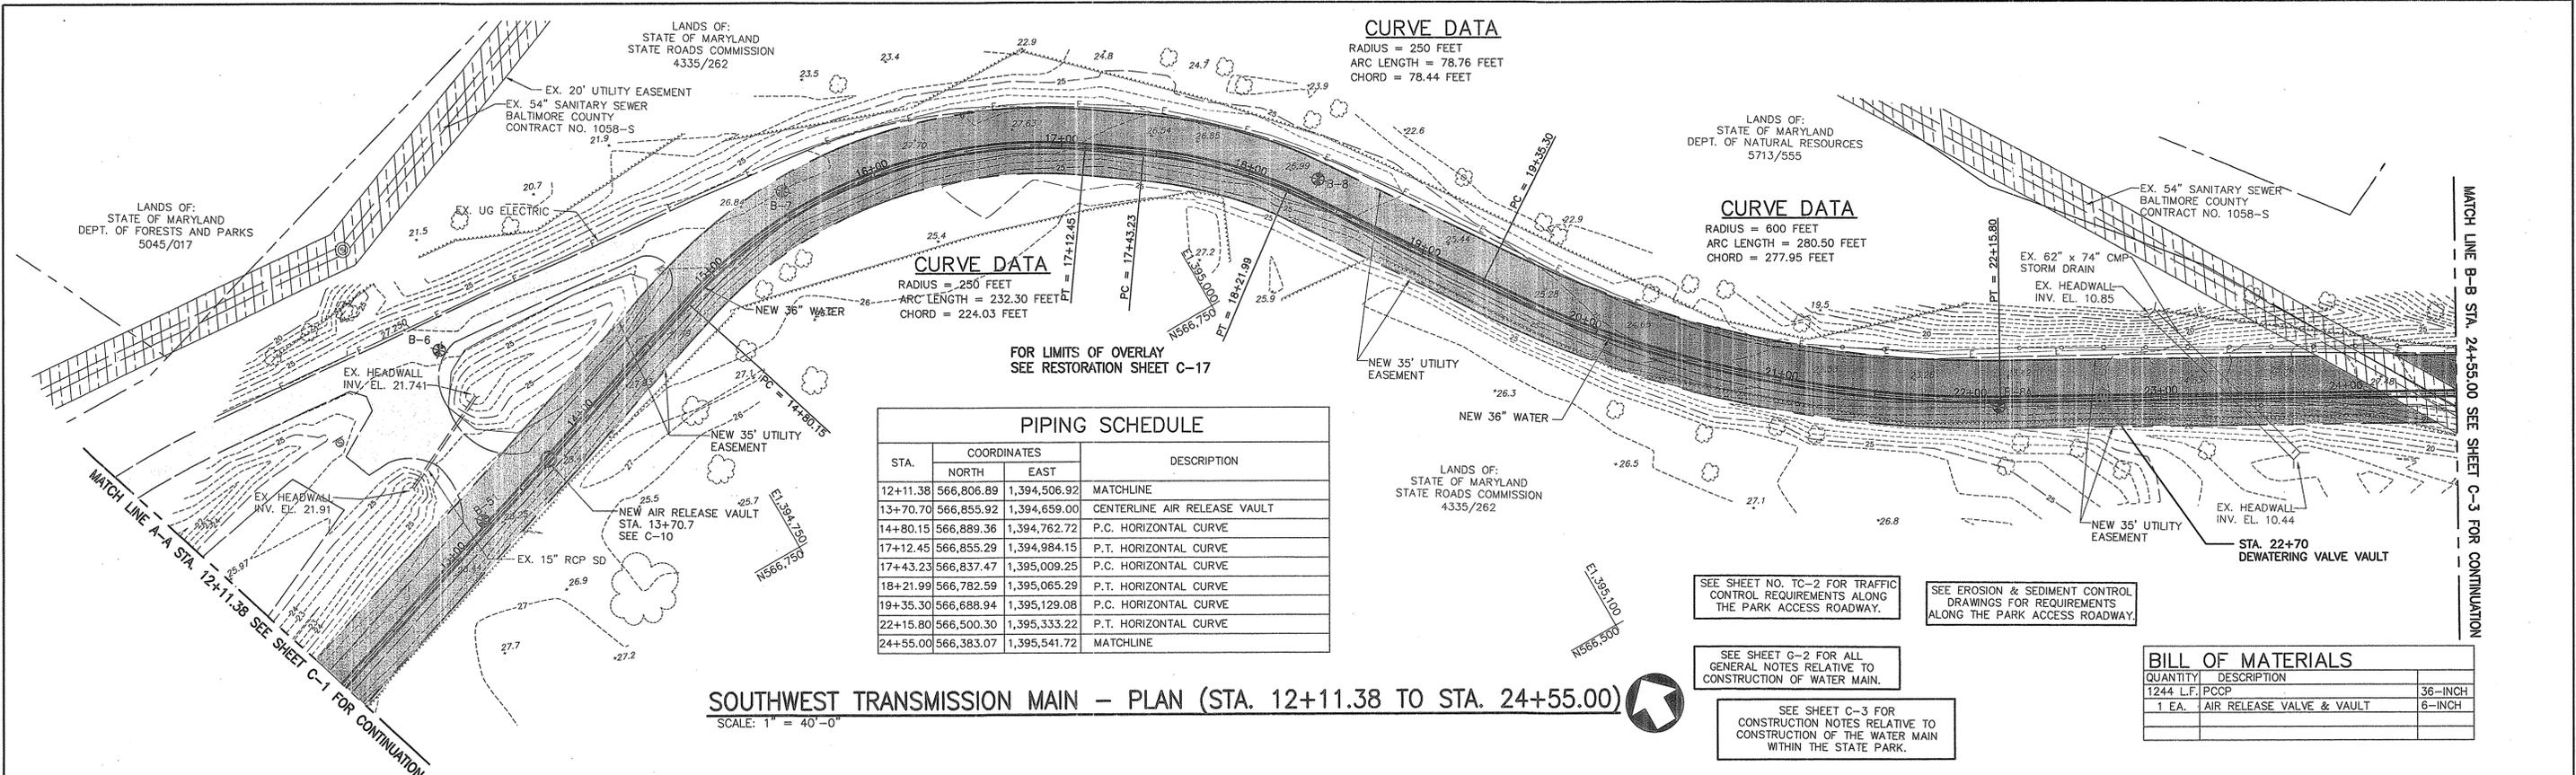 LANDS OF:
STATE OF MARYLAND
STATE ROADS COMMISSION
4335/262
CURVE DATA
RADIUS = 250 FEET
ARC LENGTH = 78.76 FEET
CHORD = 78.44 FEET
EX. 20' UTILITY EASEMENT
EX. 54" SANITARY SEWER
BALTIMORE COUNTY
CONTRACT NO. 1058-S
LANDS OF:
STATE OF MARYLAND
DEPT. OF NATURAL RESOURCES
5713/555
EX. 54" SANITARY SEWER
BALTIMORE COUNTY
CONTRACT NO. 1058-S
LANDS OF:
STATE OF MARYLAND
DEPT. OF FORESTS AND PARKS
5045/017
EX. UG ELECTRIC
CURVE DATA
RADIUS = 250 FEET
ARC LENGTH = 232.30 FEET
CHORD = 224.03 FEET
CURVE DATA
RADIUS = 600 FEET
ARC LENGTH = 280.50 FEET
CHORD = 277.95 FEET
EX. 62" x 74" CMP
STORM DRAIN
EX. HEADWALL
INV. EL. 10.85
PT = 17+12.45
PC = 17+43.23
PT = 18+21.99
PC = 19+35.30
PT = 22+15.80
PC = 14+80.15
E1,395,000
N566,750
NEW 36" WATER
FOR LIMITS OF OVERLAY
SEE RESTORATION SHEET C-17
NEW 35' UTILITY
EASEMENT
NEW 36" WATER
B-6
B-7
B-8
EX. HEADWALL
INV. EL. 21.741
NEW 35' UTILITY
EASEMENT
EX. HEADWALL
INV. EL. 21.91
NEW AIR RELEASE VAULT
STA. 13+70.7
SEE C-10
EX. 15" RCP SD
E1,394,750
N566,750
PIPING SCHEDULE
STA. COORDINATES DESCRIPTION
NORTH EAST
12+11.38 566,806.89 1,394,506.92 MATCHLINE
13+70.70 566,855.92 1,394,659.00 CENTERLINE AIR RELEASE VAULT
14+80.15 566,889.36 1,394,762.72 P.C. HORIZONTAL CURVE
17+12.45 566,855.29 1,394,984.15 P.T. HORIZONTAL CURVE
17+43.23 566,837.47 1,395,009.25 P.C. HORIZONTAL CURVE
18+21.99 566,782.59 1,395,065.29 P.T. HORIZONTAL CURVE
19+35.30 566,688.94 1,395,129.08 P.C. HORIZONTAL CURVE
22+15.80 566,500.30 1,395,333.22 P.T. HORIZONTAL CURVE
24+55.00 566,383.07 1,395,541.72 MATCHLINE
LANDS OF:
STATE OF MARYLAND
STATE ROADS COMMISSION
4335/262
EX. HEADWALL
INV. EL. 10.44
NEW 35' UTILITY
EASEMENT
STA. 22+70
DEWATERING VALVE VAULT
E1,395,100
N566,500
SEE SHEET NO. TC-2 FOR TRAFFIC
CONTROL REQUIREMENTS ALONG
THE PARK ACCESS ROADWAY.
SEE EROSION & SEDIMENT CONTROL
DRAWINGS FOR REQUIREMENTS
ALONG THE PARK ACCESS ROADWAY.
SEE SHEET G-2 FOR ALL
GENERAL NOTES RELATIVE TO
CONSTRUCTION OF WATER MAIN.
SEE SHEET C-3 FOR
CONSTRUCTION NOTES RELATIVE TO
CONSTRUCTION OF THE WATER MAIN
WITHIN THE STATE PARK.
BILL OF MATERIALS
QUANTITY DESCRIPTION
1244 L.F. PCCP 36-INCH
1 EA. AIR RELEASE VALVE & VAULT 6-INCH
MATCH LINE A-A STA. 12+11.38 SEE SHEET C-1 FOR CONTINUATION
MATCH LINE B-B STA. 24+55.00 SEE SHEET C-3 FOR CONTINUATION
SOUTHWEST TRANSMISSION MAIN - PLAN (STA. 12+11.38 TO STA. 24+55.00)
SCALE: 1" = 40'-0"